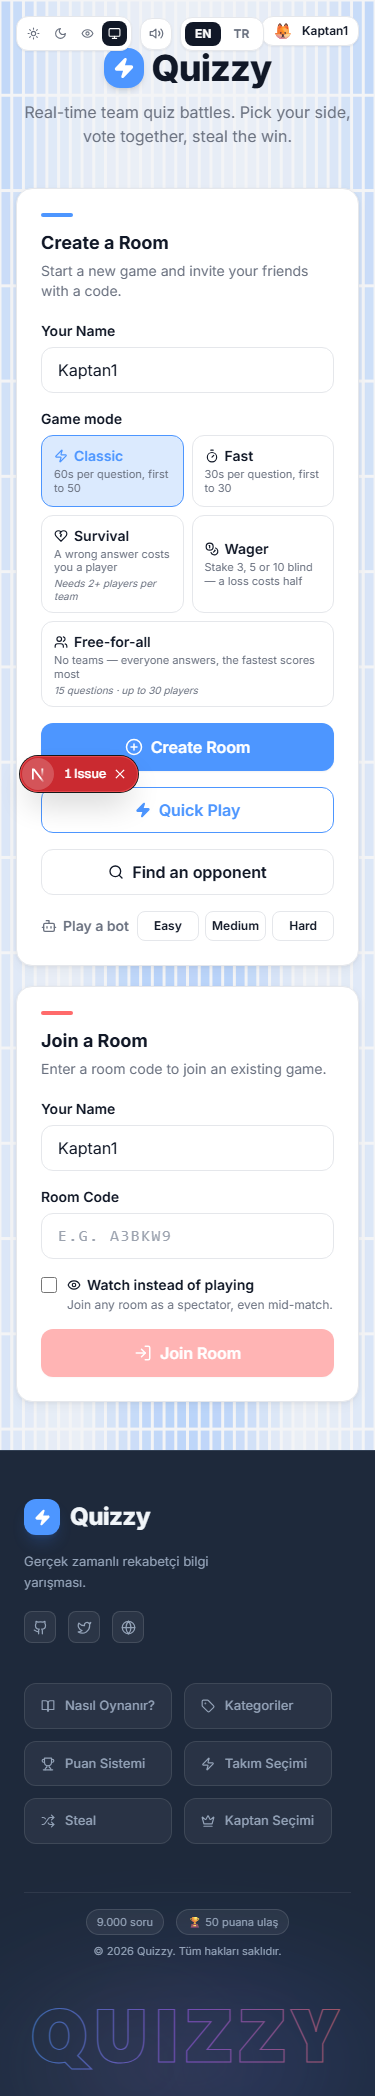 EN
TR
Kaptan1
Quizzy
Real-time team quiz battles. Pick your side,
vote together, steal the win.
Create a Room
Start a new game and invite your friends
with a code.
Your Name
Kaptan1
Game mode
Classic
60s per question, first
to 50
Fast
30s per question, first
to 30
Survival
A wrong answer costs
you a player
Needs 2+ players per
team
Wager
Stake 3, 5 or 10 blind
— a loss costs half
Free-for-all
No teams — everyone answers, the fastest scores
most
15 questions · up to 30 players
Create Room
N
1 Issue
Quick Play
Find an opponent
Play a bot
Easy
Medium
Hard
Join a Room
Enter a room code to join an existing game.
Your Name
Kaptan1
Room Code
E.G. A3BKW9
Watch instead of playing
Join any room as a spectator, even mid-match.
Join Room
Quizzy
Gerçek zamanlı rekabetçi bilgi
yarışması.
Nasıl Oynanır?
Kategoriler
Puan Sistemi
Takım Seçimi
Steal
Kaptan Seçimi
9.000 soru
50 puana ulaş
© 2026 Quizzy. Tüm hakları saklıdır.
QUIZZY